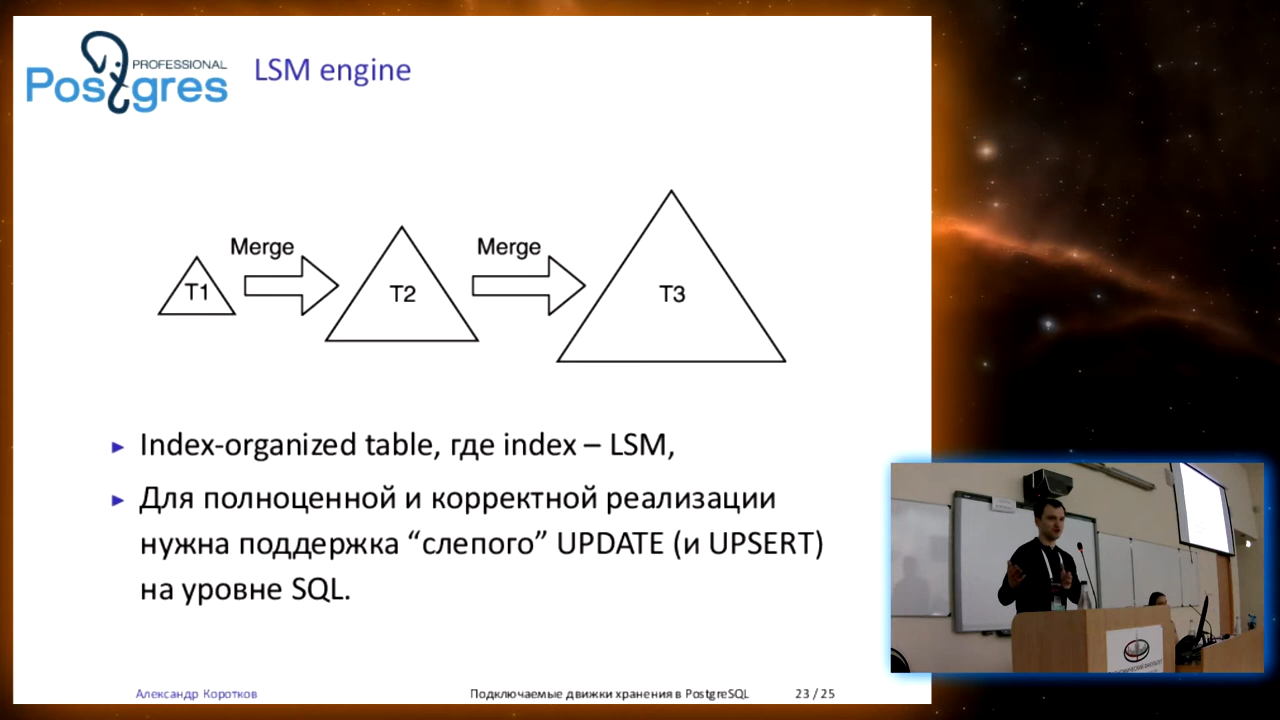 PROFESSIONAL
Postgres
LSM engine
Merge
Merge
T1
T2
T3
▸ Index-organized table, где index – LSM,
▸ Для полноценной и корректной реализации
нужна поддержка “слепого” UPDATE (и UPSERT)
на уровне SQL.
Александр Коротков
Подключаемые движки хранения в PostgreSQL
23 / 25